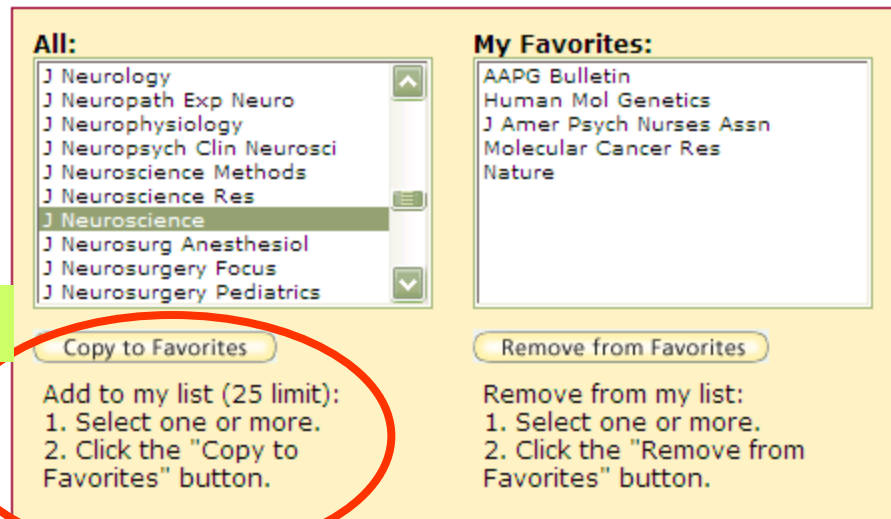 All:
J Neurology
J Neuropath Exp Neuro
J Neurophysiology
J Neuropsych Clin Neurosci
J Neuroscience Methods
J Neuroscience Res
J Neuroscience
J Neurosurg Anesthesiol
J Neurosurgery Focus
J Neurosurgery Pediatrics
Copy to Favorites
Add to my list (25 limit):
1. Select one or more.
2. Click the "Copy to
Favorites" button.
My Favorites:
AAPG Bulletin
Human Mol Genetics
J Amer Psych Nurses Assn
Molecular Cancer Res
Nature
Remove from Favorites
Remove from my list:
1. Select one or more.
2. Click the "Remove from
Favorites" button.